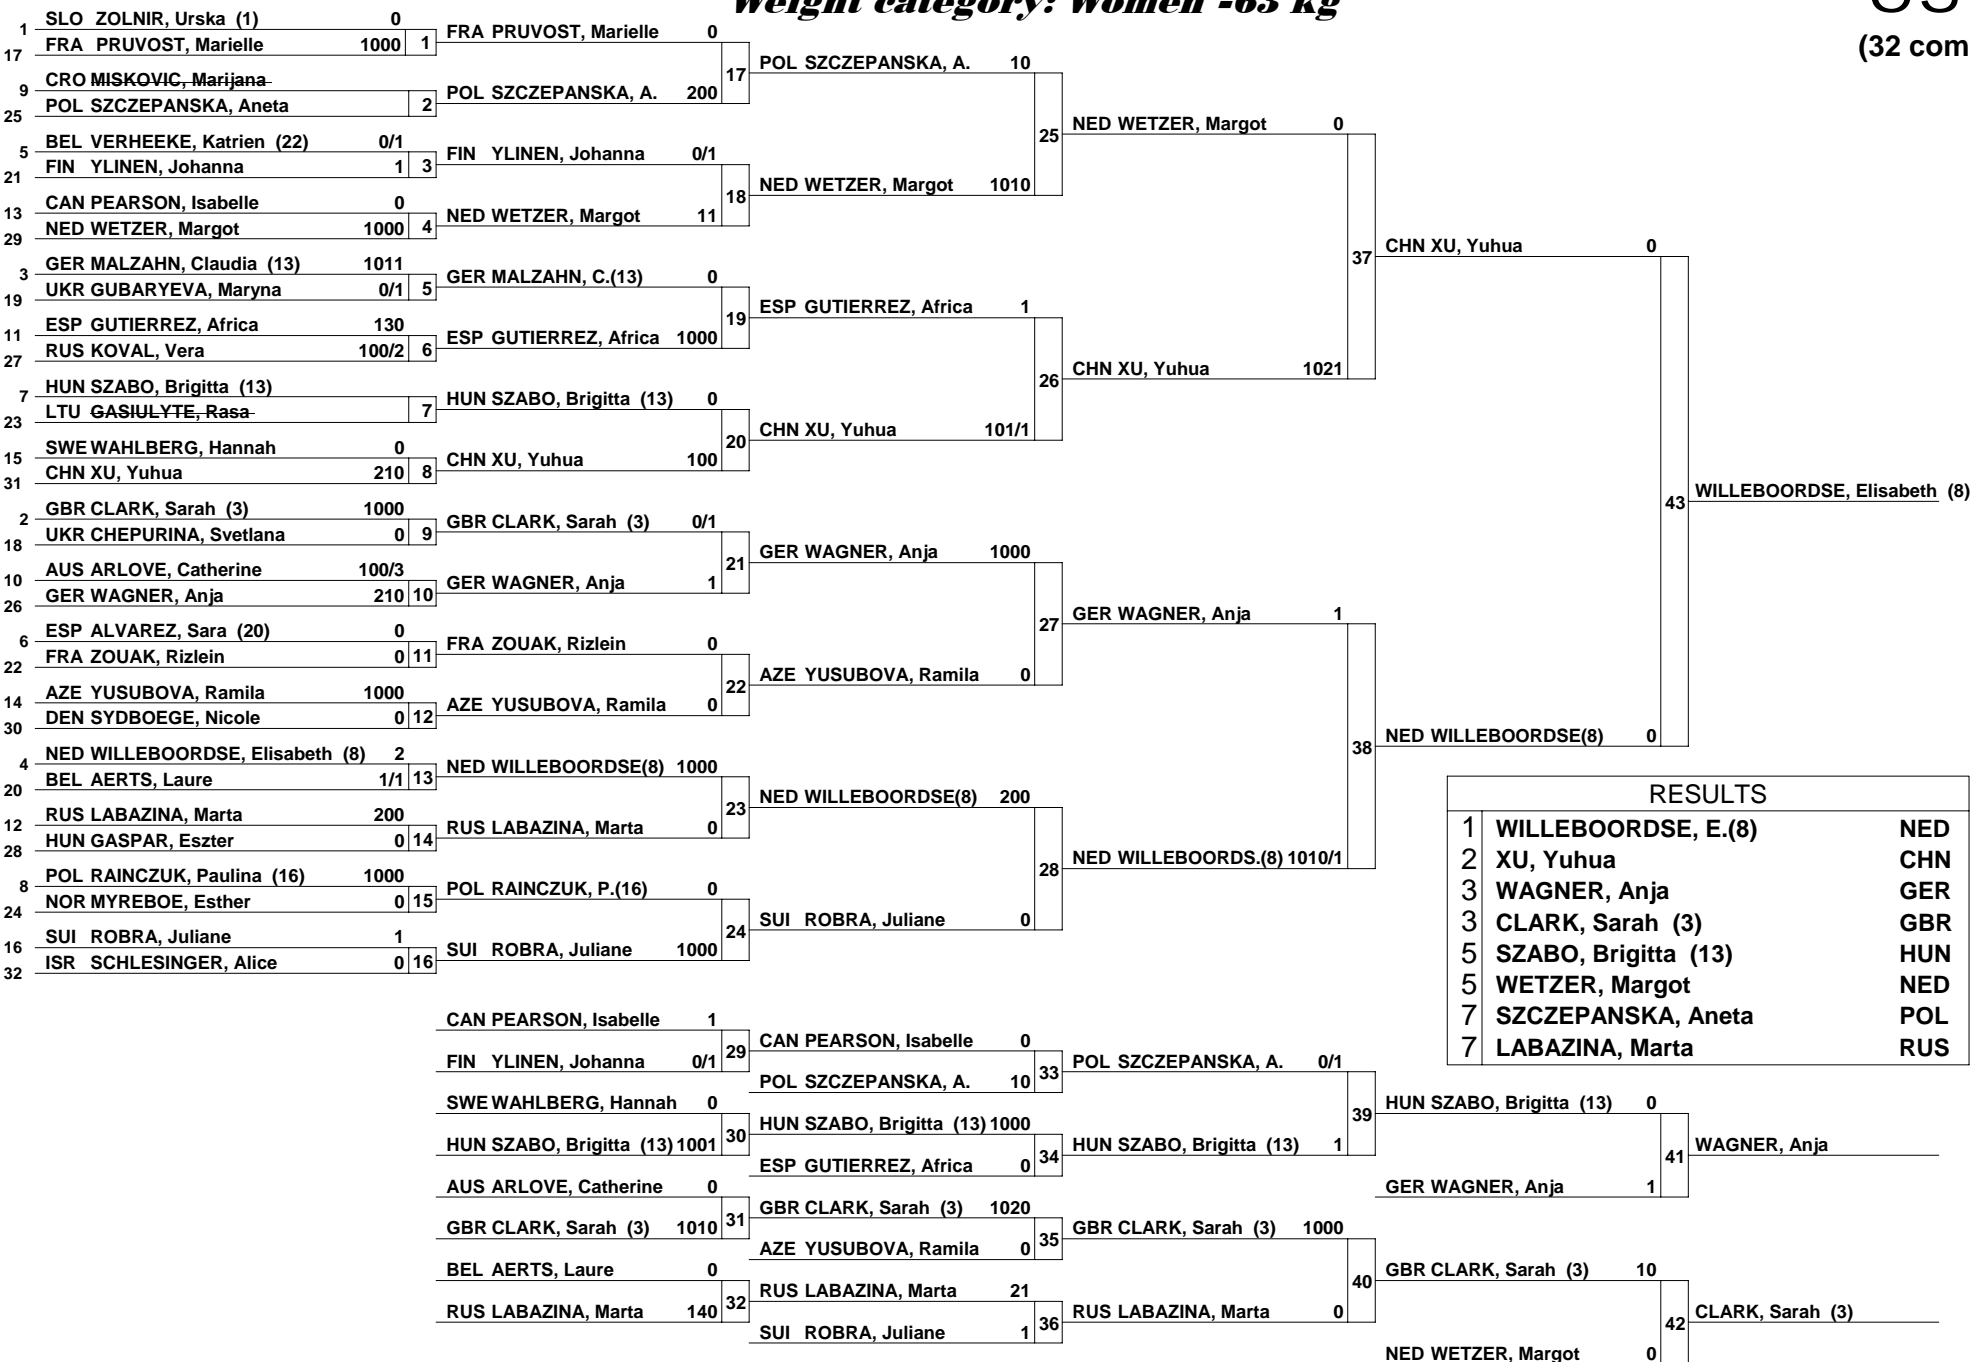 Weight category: Women -63 kg
(32 com
1 SLO ZOLNIR, Urska (1) 0
17 FRA PRUVOST, Marielle 1000 1
9 CRO MISKOVIC, Marijana
25 POL SZCZEPANSKA, Aneta 2
5 BEL VERHEEKE, Katrien (22) 0/1
21 FIN YLINEN, Johanna 1 3
13 CAN PEARSON, Isabelle 0
29 NED WETZER, Margot 1000 4
3 GER MALZAHN, Claudia (13) 1011
19 UKR GUBARYEVA, Maryna 0/1 5
11 ESP GUTIERREZ, Africa 130
27 RUS KOVAL, Vera 100/2 6
7 HUN SZABO, Brigitta (13)
23 LTU GASIULYTE, Rasa 7
15 SWE WAHLBERG, Hannah 0
31 CHN XU, Yuhua 210 8
2 GBR CLARK, Sarah (3) 1000
18 UKR CHEPURINA, Svetlana 0 9
10 AUS ARLOVE, Catherine 100/3
26 GER WAGNER, Anja 210 10
6 ESP ALVAREZ, Sara (20) 0
22 FRA ZOUAK, Rizlein 0 11
14 AZE YUSUBOVA, Ramila 1000
30 DEN SYDBOEGE, Nicole 0 12
4 NED WILLEBOORDSE, Elisabeth (8) 2
20 BEL AERTS, Laure 1/1 13
12 RUS LABAZINA, Marta 200
28 HUN GASPAR, Eszter 0 14
8 POL RAINCZUK, Paulina (16) 1000
24 NOR MYREBOE, Esther 0 15
16 SUI ROBRA, Juliane 1
32 ISR SCHLESINGER, Alice 0 16
FRA PRUVOST, Marielle 0
17
POL SZCZEPANSKA, A. 200
FIN YLINEN, Johanna 0/1
18
NED WETZER, Margot 11
GER MALZAHN, C.(13) 0
19
ESP GUTIERREZ, Africa 1000
HUN SZABO, Brigitta (13) 0
20
CHN XU, Yuhua 100
GBR CLARK, Sarah (3) 0/1
21
GER WAGNER, Anja 1
FRA ZOUAK, Rizlein 0
22
AZE YUSUBOVA, Ramila 0
NED WILLEBOORDSE(8) 1000
23
RUS LABAZINA, Marta 0
POL RAINCZUK, P.(16) 0
24
SUI ROBRA, Juliane 1000
POL SZCZEPANSKA, A. 10
25
NED WETZER, Margot 1010
ESP GUTIERREZ, Africa 1
26
CHN XU, Yuhua 101/1
GER WAGNER, Anja 1000
27
AZE YUSUBOVA, Ramila 0
NED WILLEBOORDSE(8) 200
28
SUI ROBRA, Juliane 0
NED WETZER, Margot 0
37
CHN XU, Yuhua 1021
GER WAGNER, Anja 1
38
NED WILLEBOORDS.(8) 1010/1
CHN XU, Yuhua 0
43
NED WILLEBOORDSE(8) 0
WILLEBOORDSE, Elisabeth (8)
RESULTS
1 WILLEBOORDSE, E.(8) NED
2 XU, Yuhua CHN
3 WAGNER, Anja GER
3 CLARK, Sarah (3) GBR
5 SZABO, Brigitta (13) HUN
5 WETZER, Margot NED
7 SZCZEPANSKA, Aneta POL
7 LABAZINA, Marta RUS
CAN PEARSON, Isabelle 1
29
FIN YLINEN, Johanna 0/1
SWE WAHLBERG, Hannah 0
30
HUN SZABO, Brigitta (13) 1001
AUS ARLOVE, Catherine 0
31
GBR CLARK, Sarah (3) 1010
BEL AERTS, Laure 0
32
RUS LABAZINA, Marta 140
CAN PEARSON, Isabelle 0
33
POL SZCZEPANSKA, A. 10
HUN SZABO, Brigitta (13) 1000
34
ESP GUTIERREZ, Africa 0
GBR CLARK, Sarah (3) 1020
35
AZE YUSUBOVA, Ramila 0
RUS LABAZINA, Marta 21
36
SUI ROBRA, Juliane 1
POL SZCZEPANSKA, A. 0/1
39
HUN SZABO, Brigitta (13) 1
GBR CLARK, Sarah (3) 1000
40
RUS LABAZINA, Marta 0
HUN SZABO, Brigitta (13) 0
41
GER WAGNER, Anja 1
WAGNER, Anja
GBR CLARK, Sarah (3) 10
42
NED WETZER, Margot 0
CLARK, Sarah (3)